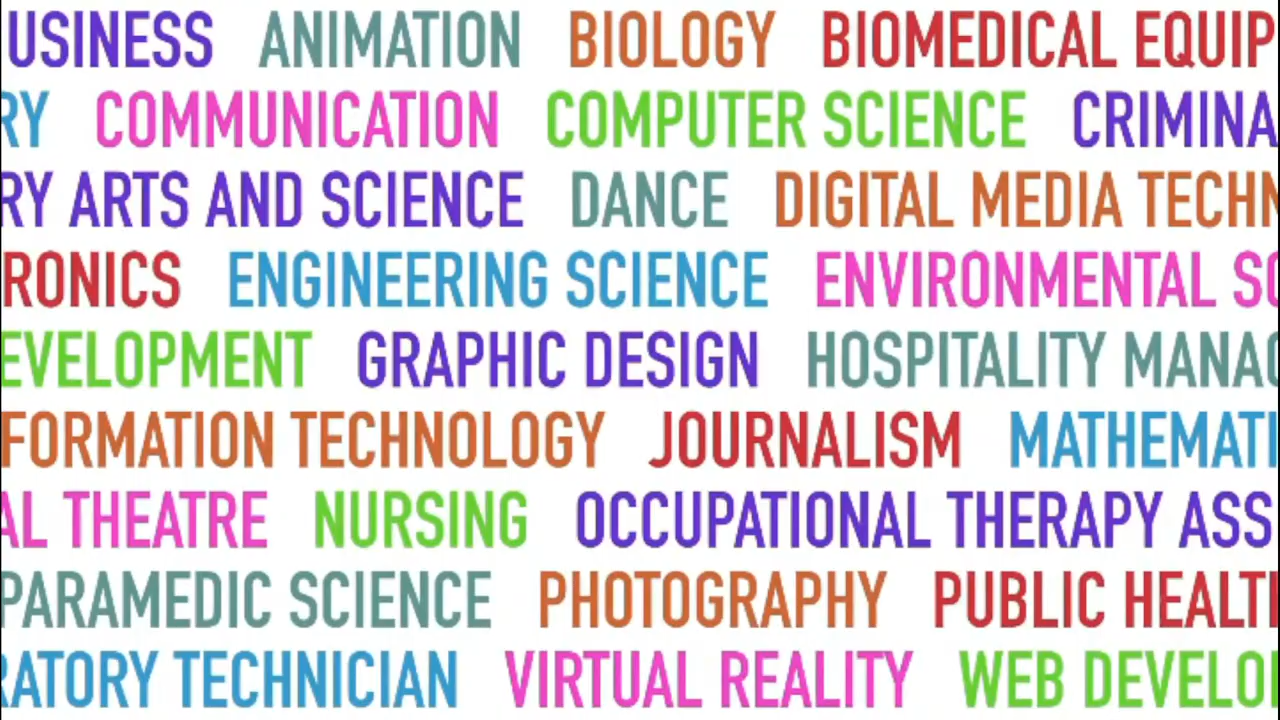 USINESS ANIMATION BIOLOGY BIOMEDICAL EQUIP
RY COMMUNICATION COMPUTER SCIENCE CRIMINA
RY ARTS AND SCIENCE DANCE DIGITAL MEDIA TECHN
RONICS ENGINEERING SCIENCE ENVIRONMENTAL SC
EVELOPMENT GRAPHIC DESIGN HOSPITALITY MANAG
FORMATION TECHNOLOGY JOURNALISM MATHEMATI
AL THEATRE NURSING OCCUPATIONAL THERAPY ASS
PARAMEDIC SCIENCE PHOTOGRAPHY PUBLIC HEALTH
RATORY TECHNICIAN VIRTUAL REALITY WEB DEVELO